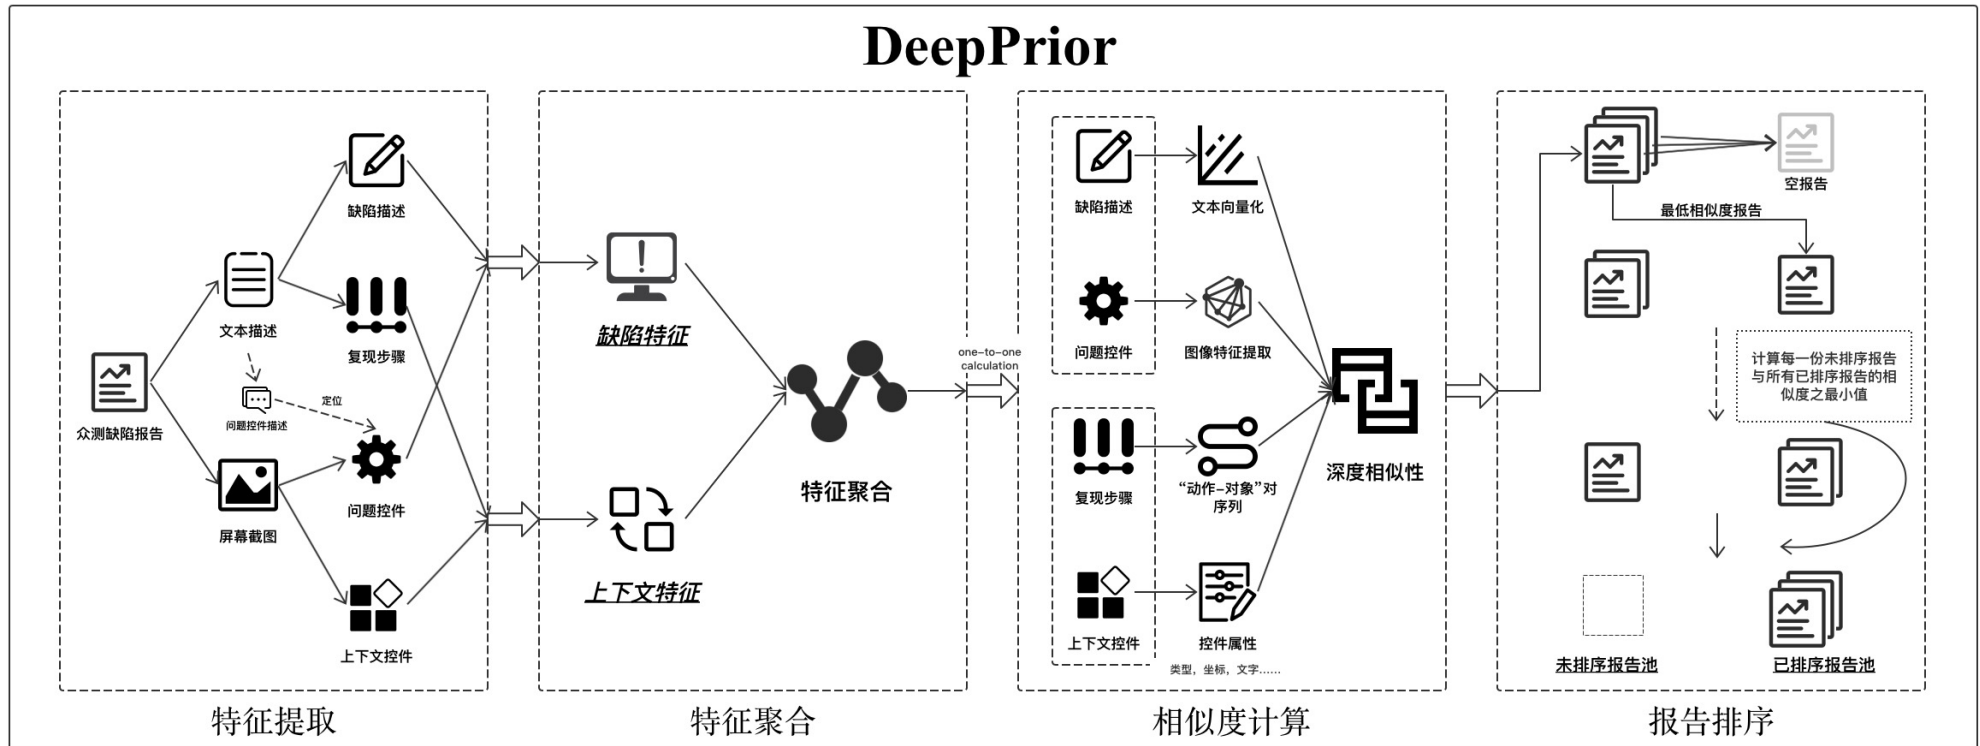 DeepPrior
缺陷描述
文本描述
复现步骤
定位
问题控件描述
众测缺陷报告
问题控件
屏幕截图
上下文控件
特征提取
缺陷特征
特征聚合
上下文特征
特征聚合
one-to-one
calculation
缺陷描述
文本向量化
问题控件
图像特征提取
深度相似性
复现步骤
“动作-对象”对
序列
上下文控件
控件属性
类型，坐标，文字......
相似度计算
空报告
最低相似度报告
计算每一份未排序报告
与所有已排序报告的相
似度之最小值
未排序报告池
已排序报告池
报告排序